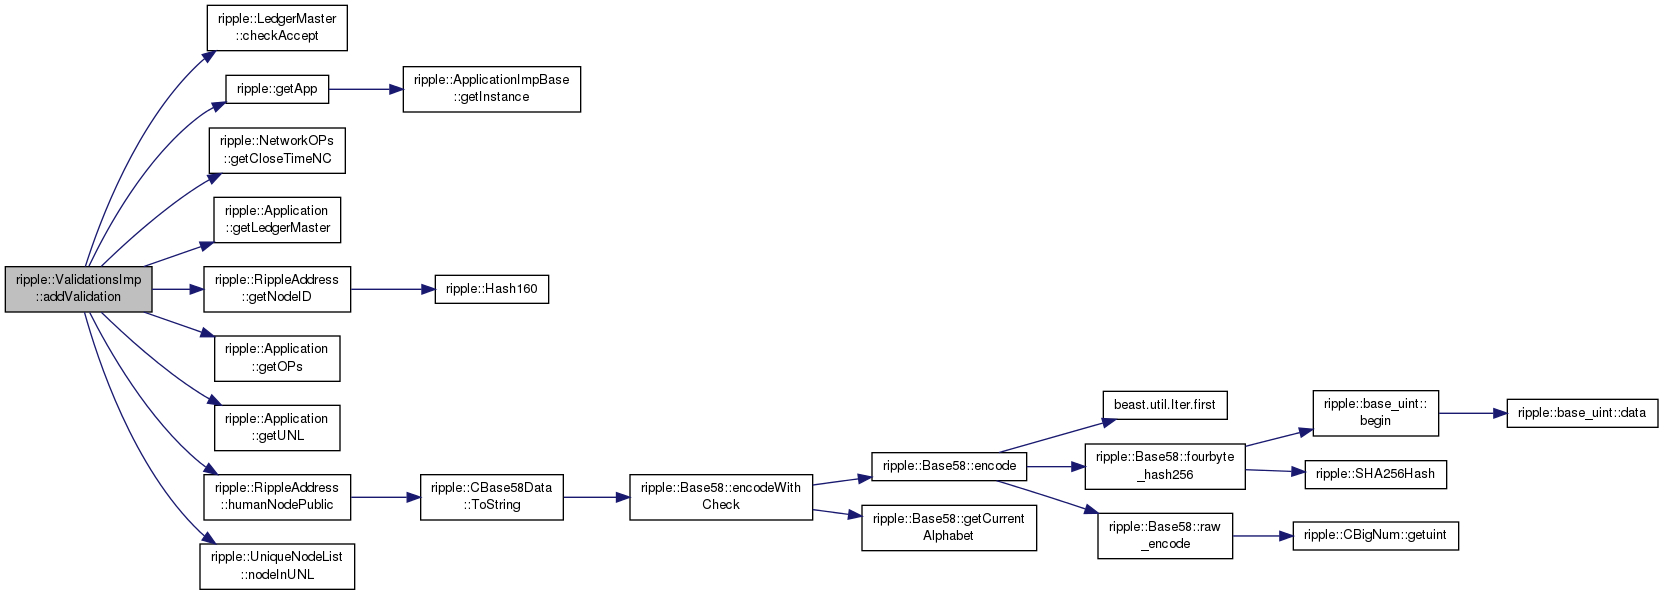 ripple::LedgerMaster
::checkAccept
ripple::getApp
ripple::ApplicationImpBase
::getInstance
ripple::NetworkOPs
::getCloseTimeNC
ripple::Application
::getLedgerMaster
ripple::ValidationsImp
::addValidation
ripple::RippleAddress
::getNodeID
ripple::Hash160
ripple::Application
::getOPs
ripple::Application
::getUNL
ripple::RippleAddress
::humanNodePublic
ripple::CBase58Data
::ToString
ripple::Base58::encodeWith
Check
ripple::Base58::encode
ripple::Base58::getCurrent
Alphabet
beast.util.Iter.first
ripple::Base58::fourbyte
_hash256
ripple::Base58::raw
_encode
ripple::base_uint::
begin
ripple::base_uint::data
ripple::SHA256Hash
ripple::CBigNum::getuint
ripple::UniqueNodeList
::nodeInUNL